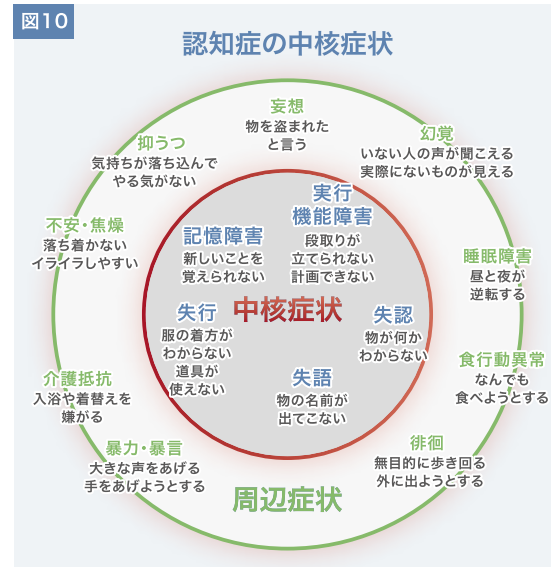 図10
認知症の中核症状
妄想
物を盗まれた
と言う
幻覚
いない人の声が聞こえる
実際にないものが見える
抑うつ
気持ちが落ち込んで
やる気がない
不安・焦燥
落ち着かない
イライラしやすい
睡眠障害
昼と夜が
逆転する
食行動異常
なんでも
食べようとする
介護抵抗
入浴や着替えを
嫌がる
暴力・暴言
大きな声をあげる
手をあげようとする
徘徊
無目的に歩き回る
外に出ようとする
周辺症状
実行
機能障害
段取りが
立てられない
計画できない
記憶障害
新しいことを
覚えられない
中核症状
失行
服の着方が
わからない
道具が
使えない
失認
物が何か
わからない
失語
物の名前が
出てこない